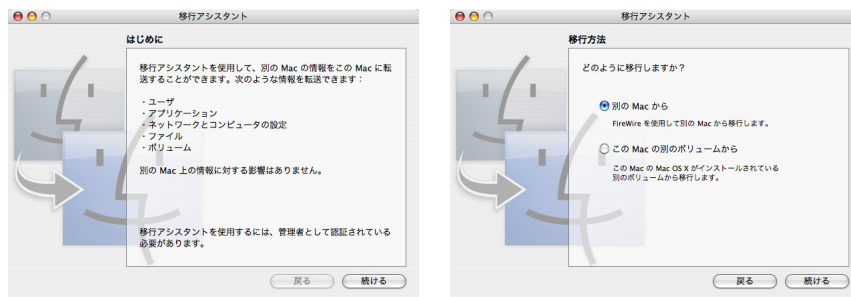 移行アシスタント
はじめに
移行アシスタントを使用して、別の Mac の情報をこの Mac に転
送することができます。次のような情報を転送できます：
・ユーザ
・アプリケーション
・ネットワークとコンピュータの設定
・ファイル
・ボリューム
別の Mac 上の情報に対する影響はありません。
移行アシスタントを使用するには、管理者として認証されている
必要があります。
戻る
続ける
移行アシスタント
移行方法
どのように移行しますか？
別の Mac から
FireWire を使用して別の Mac から移行します。
この Mac の別のボリュームから
この Mac の Mac OS X がインストールされている
別のボリュームから移行します。
戻る
続ける